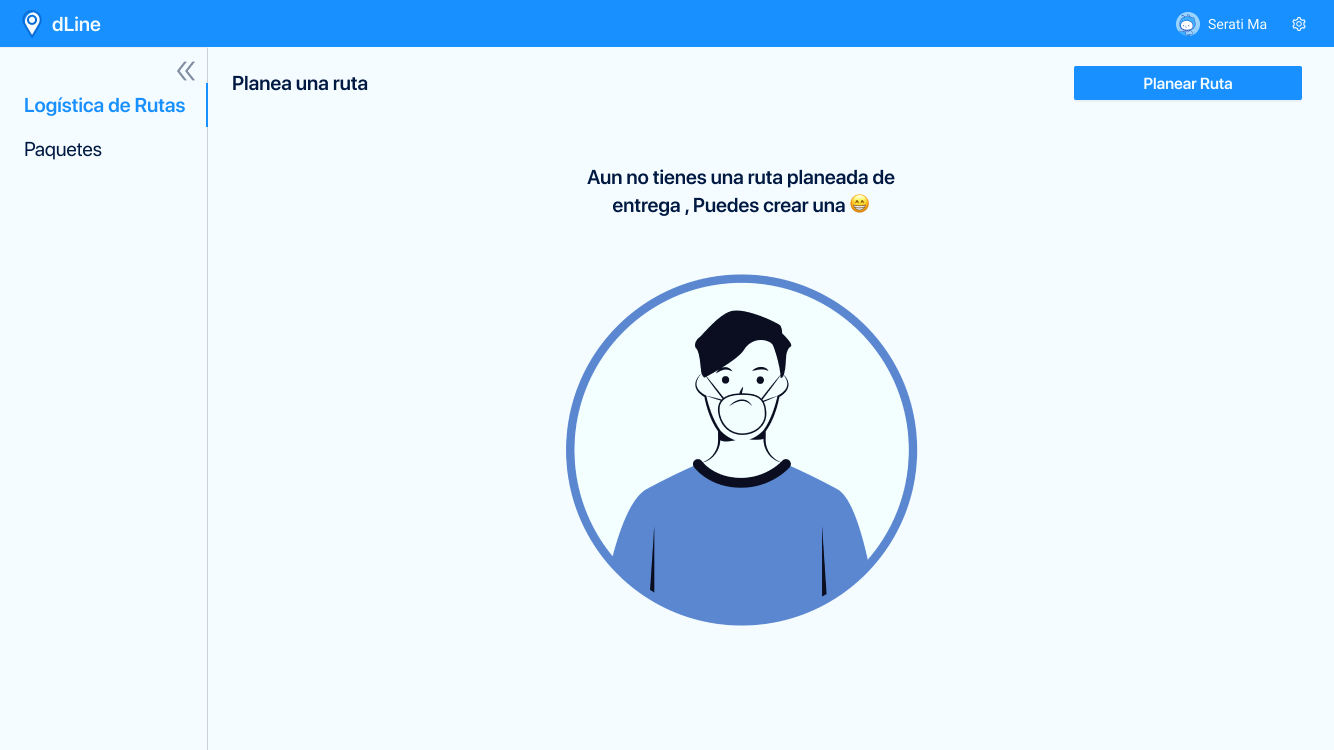 dLine
Serati Ma
Logística de Rutas
Paquetes
Planea una ruta
Planear Ruta
Aun no tienes una ruta planeada de
entrega , Puedes crear una 😁